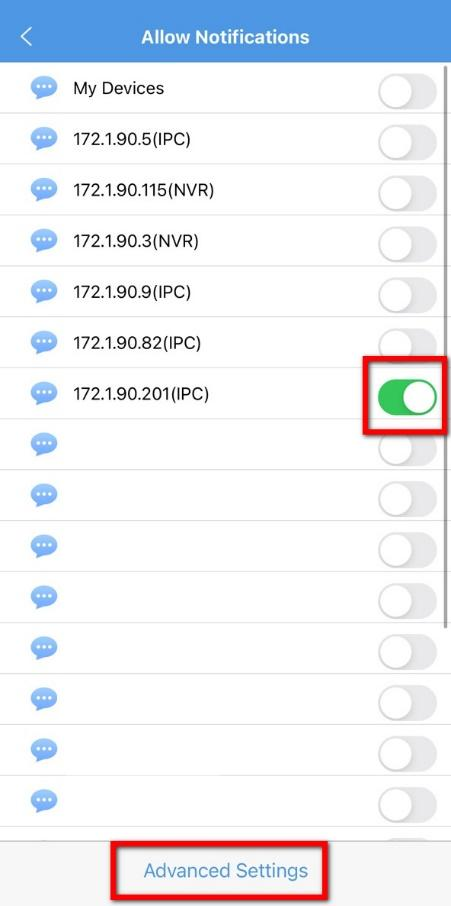 Allow Notifications
My Devices
172.1.90.5(IPC)
172.1.90.115(NVR)
172.1.90.3(NVR)
172.1.90.9(IPC)
172.1.90.82(IPC)
172.1.90.201(IPC)
Advanced Settings